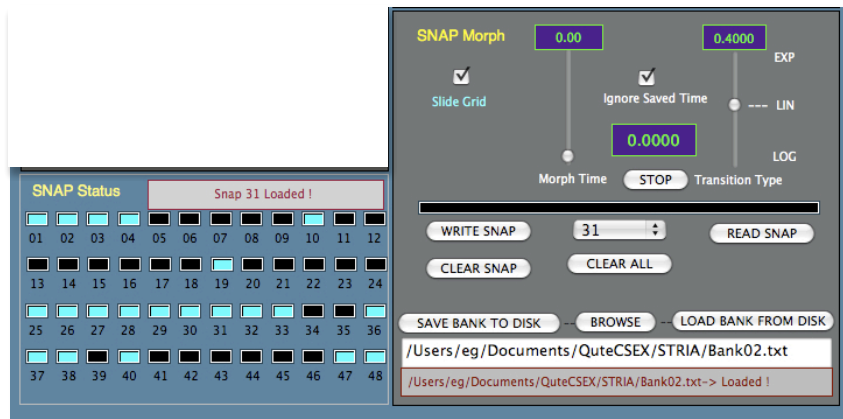 SNAP Morph
0.00
0.4000
EXP
Slide Grid
Ignore Saved Time
--- LIN
0.0000
LOG
Morph Time
STOP
Transition Type
SNAP Status
Snap 31 Loaded !
01 02 03 04 05 06 07 08 09 10 11 12
13 14 15 16 17 18 19 20 21 22 23 24
25 26 27 28 29 30 31 32 33 34 35 36
37 38 39 40 41 42 43 44 45 46 47 48
WRITE SNAP
31
READ SNAP
CLEAR SNAP
CLEAR ALL
SAVE BANK TO DISK -- BROWSE -- LOAD BANK FROM DISK
/Users/eg/Documents/QuteCSEX/STRIA/Bank02.txt
/Users/eg/Documents/QuteCSEX/STRIA/Bank02.txt-> Loaded !